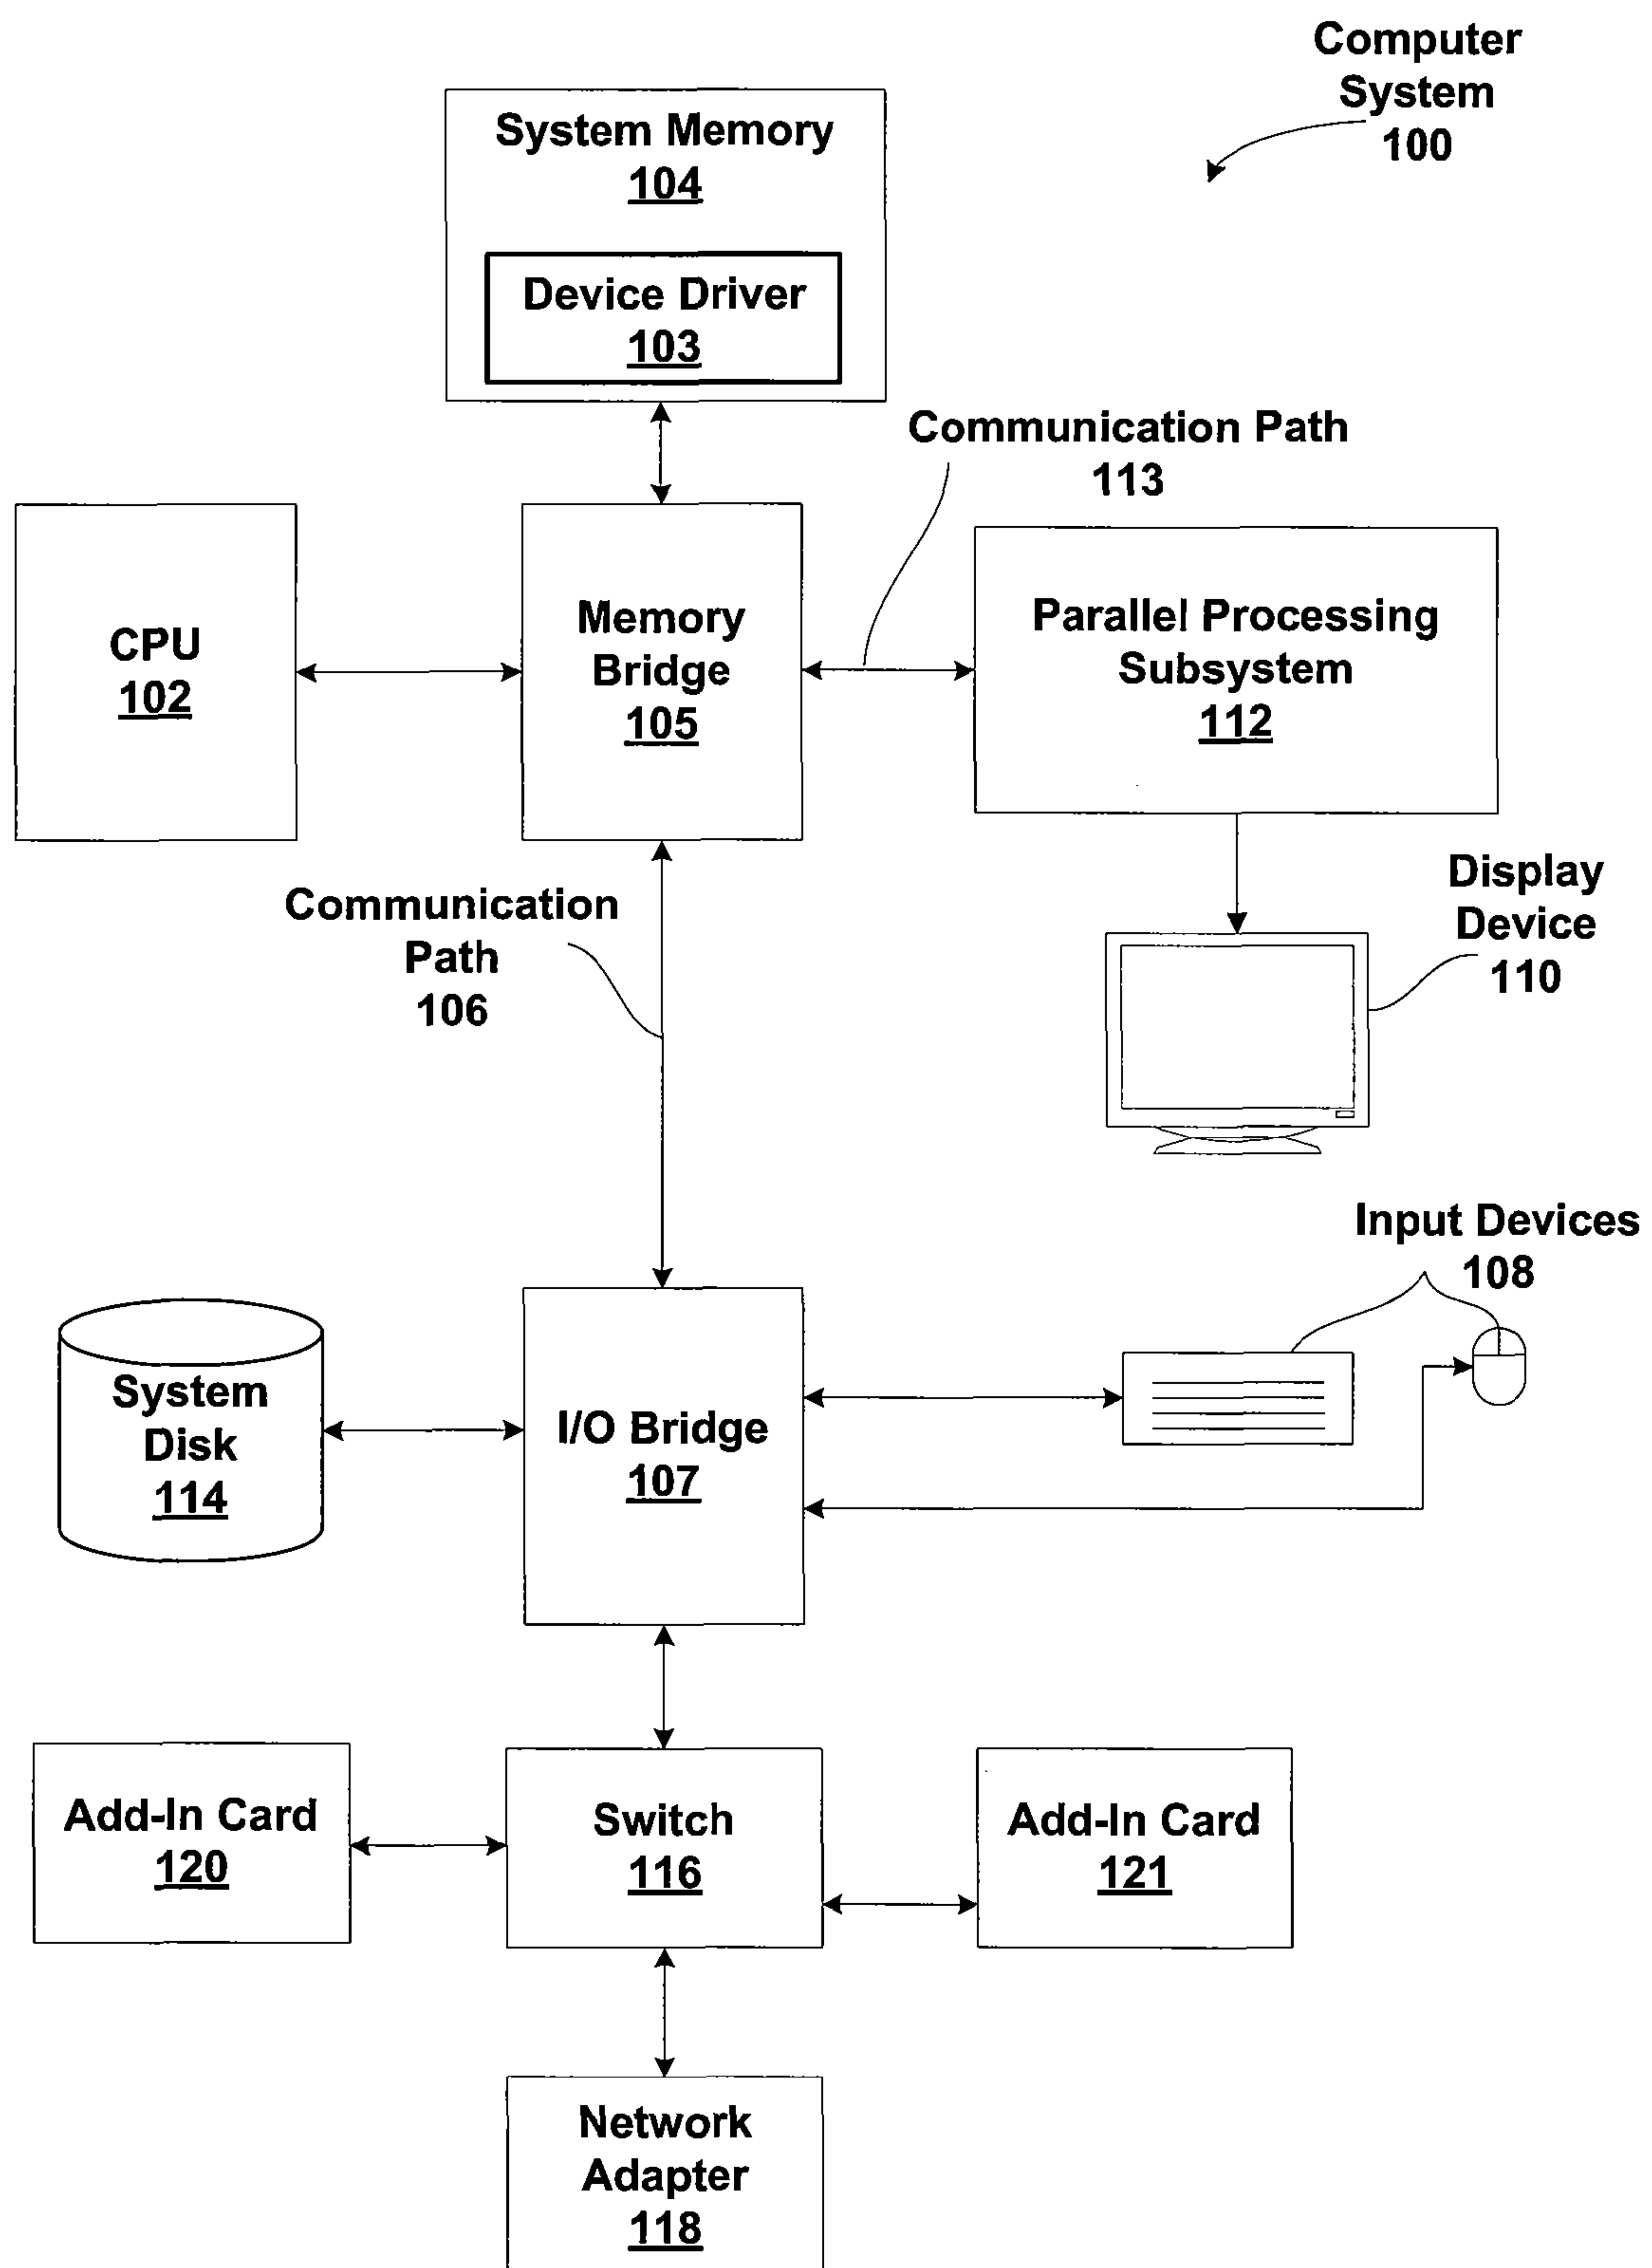 Computer
System
100
System Memory
104
Device Driver
103
Communication Path
113
CPU
102
Memory
Bridge
105
Parallel Processing
Subsystem
112
Communication
Path
106
Display
Device
110
Input Devices
108
System
Disk
114
I/O Bridge
107
Add-In Card
120
Switch
116
Add-In Card
121
Network
Adapter
118